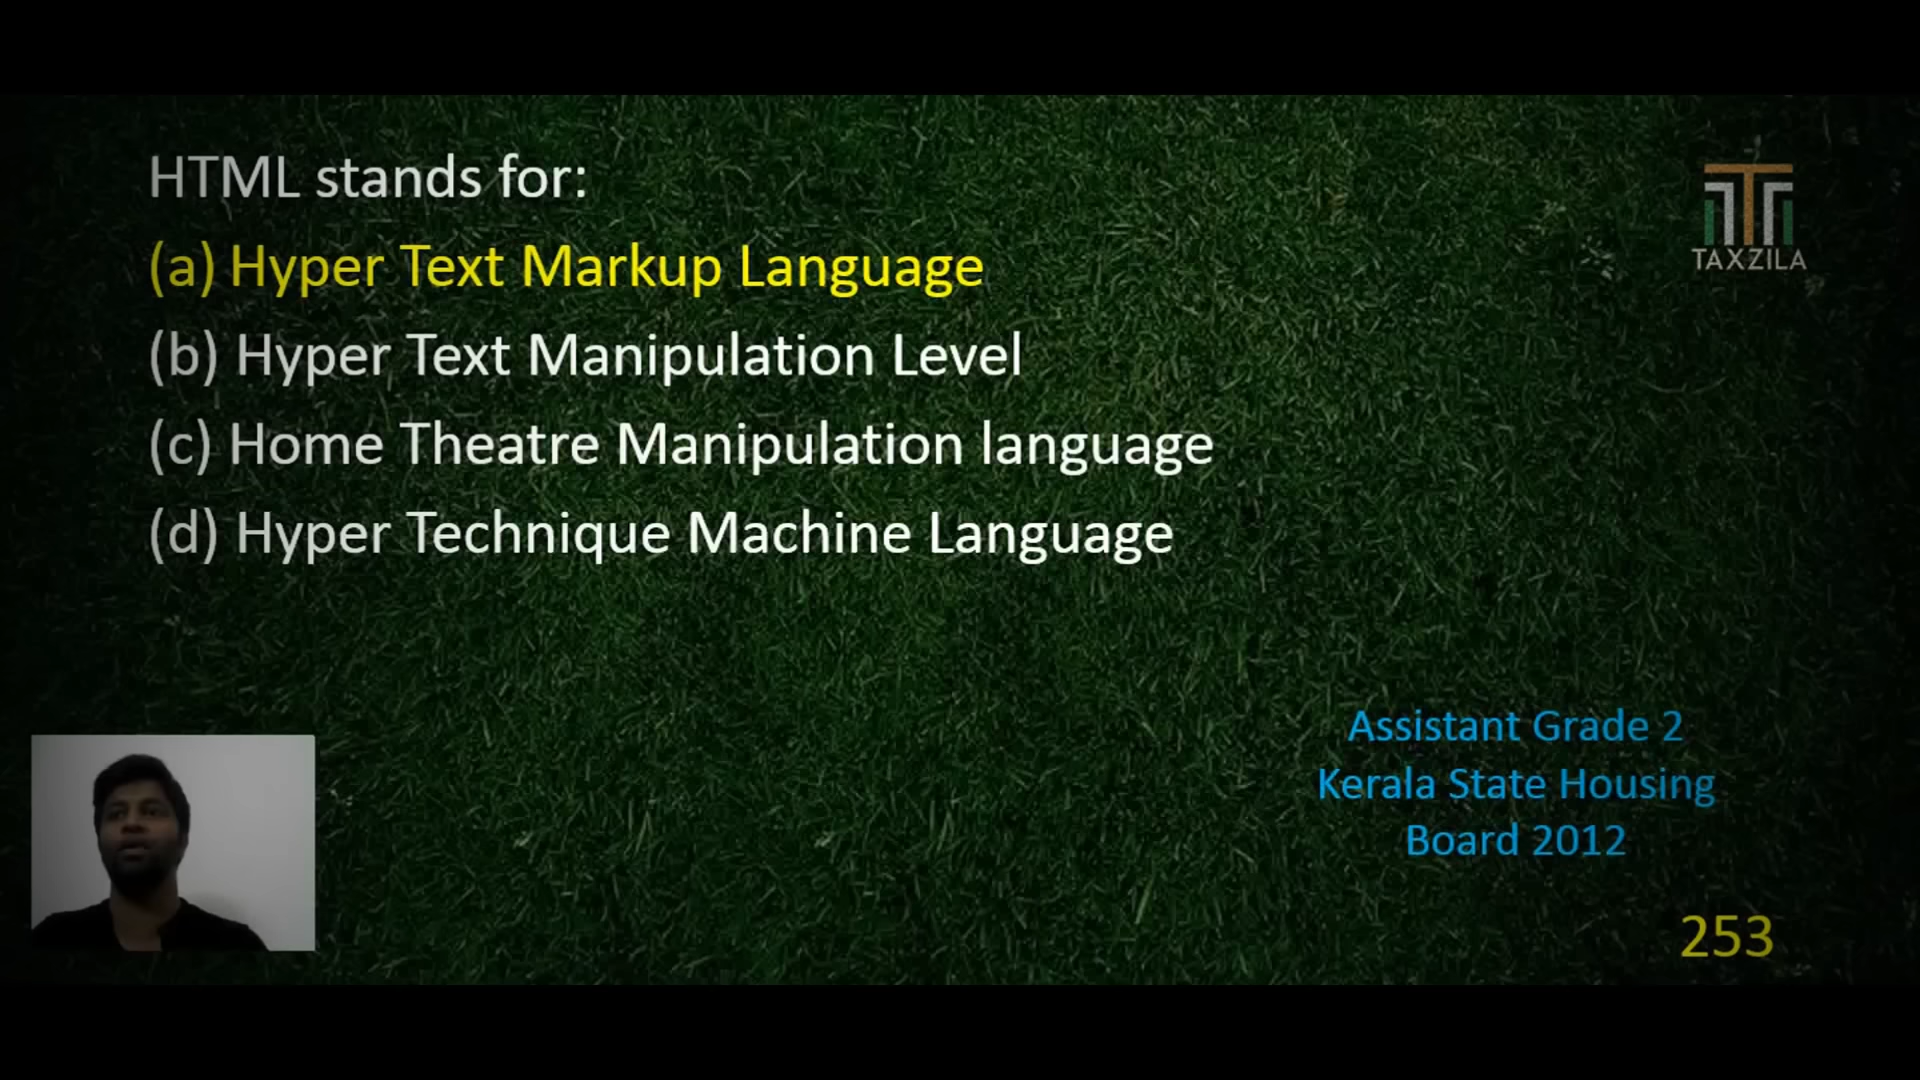 HTML stands for:
(a) Hyper Text Markup Language
(b) Hyper Text Manipulation Level
(c) Home Theatre Manipulation language
(d) Hyper Technique Machine Language
TAXZILA
Assistant Grade 2
Kerala State Housing
Board 2012
253